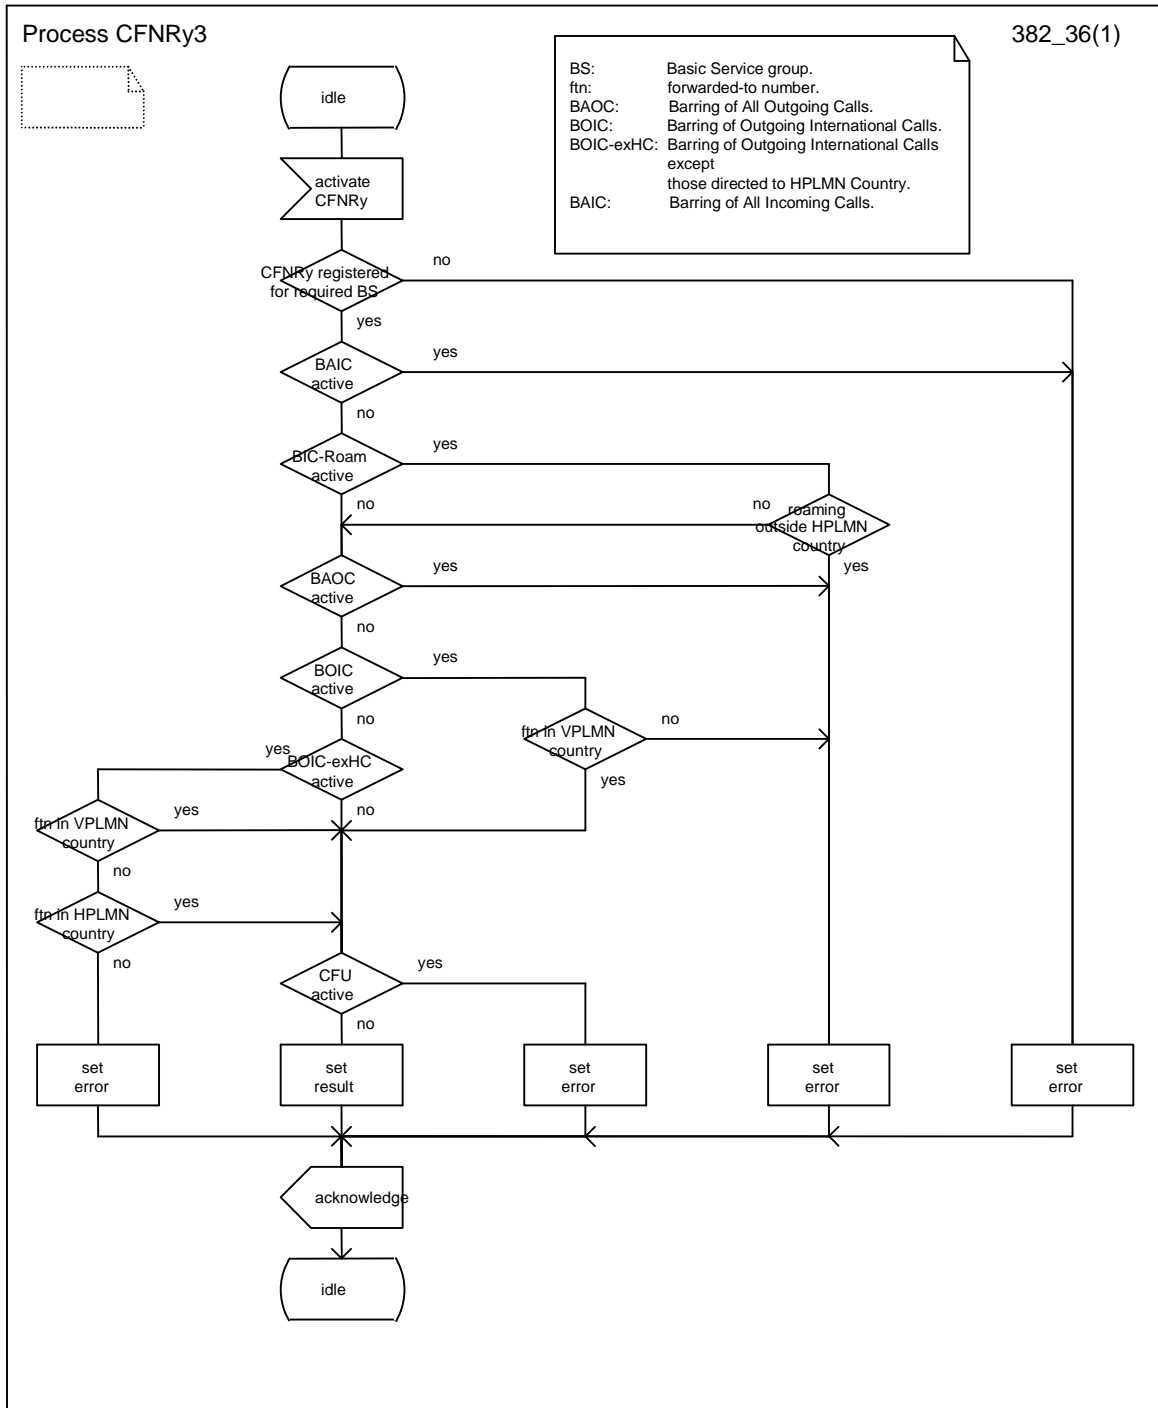 Process CFNRy3
382_36(1)
BS: Basic Service group.
ftn: forwarded-to number.
BAOC: Barring of All Outgoing Calls.
BOIC: Barring of Outgoing International Calls.
BOIC-exHC: Barring of Outgoing International Calls
except
those directed to HPLMN Country.
BAIC: Barring of All Incoming Calls.
idle
activate
CFNRy
CFNRy registered
for required BS
no
yes
BAIC
active
yes
no
BIC-Roam
active
yes
no
roaming
outside HPLMN
country
no
yes
BAOC
active
yes
no
BOIC
active
yes
no
ftn in VPLMN
country
no
yes
BOIC-exHC
active
yes
no
ftn in VPLMN
country
yes
no
ftn in HPLMN
country
yes
no
CFU
active
yes
no
set
error
set
result
set
error
set
error
set
error
acknowledge
idle